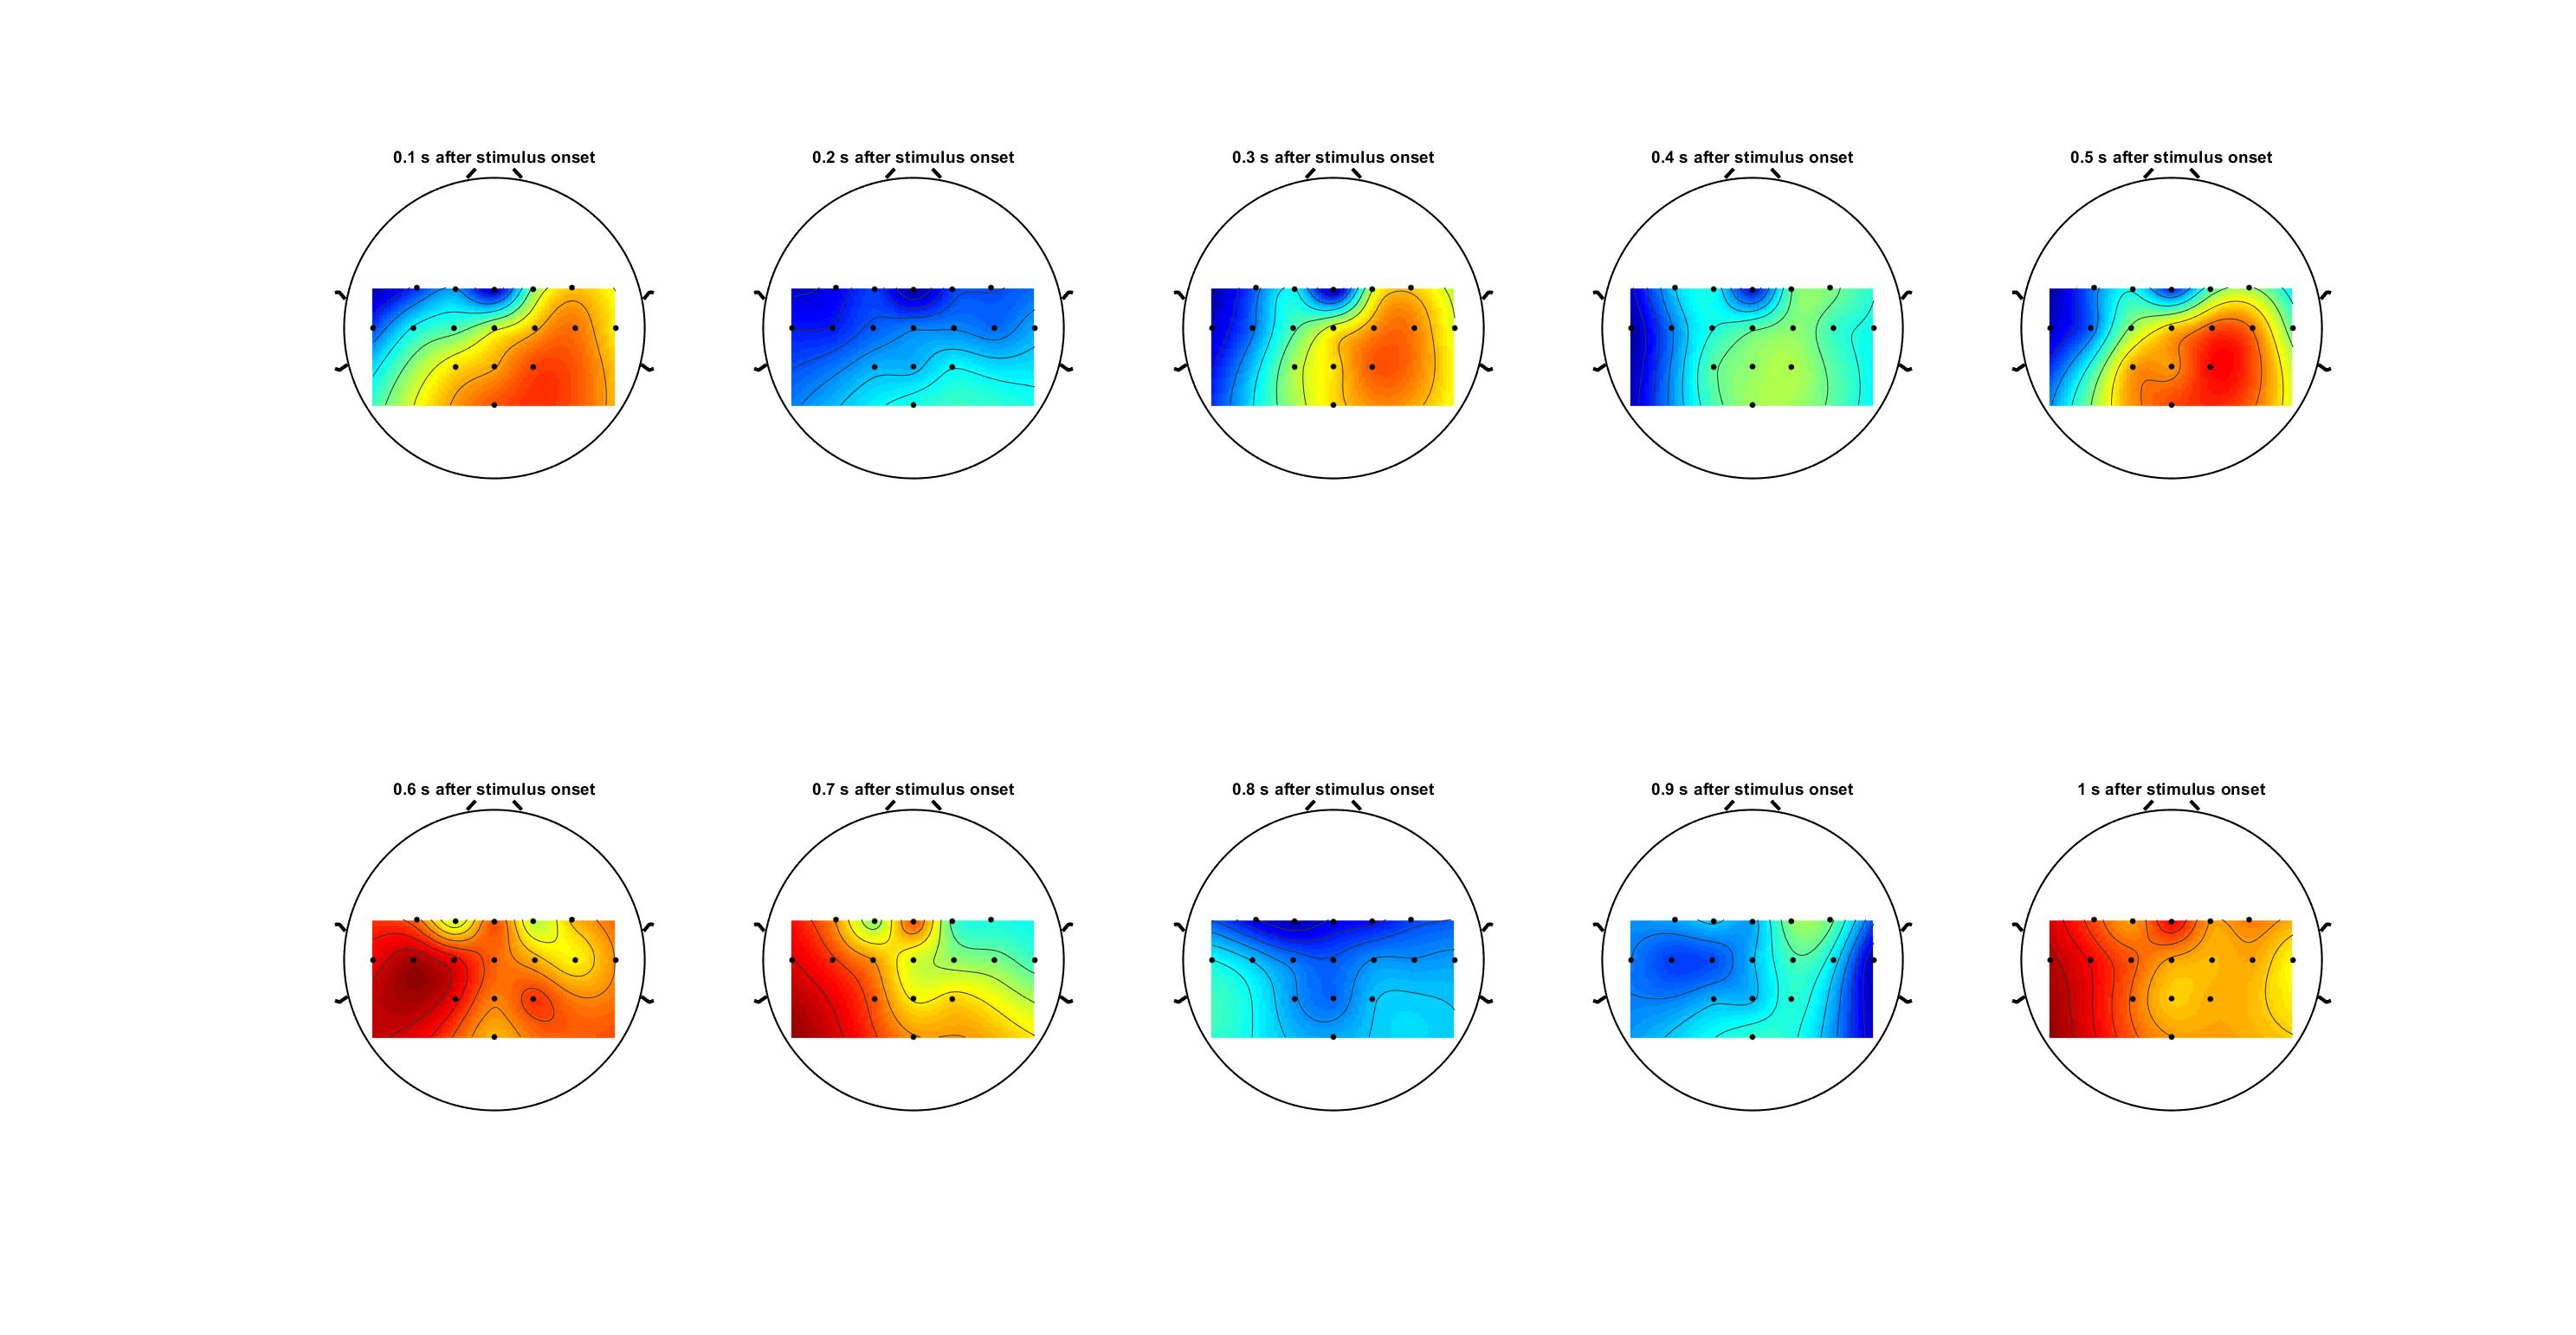 0.1 s after stimulus onset
0.2 s after stimulus onset
0.3 s after stimulus onset
0.4 s after stimulus onset
0.5 s after stimulus onset
0.6 s after stimulus onset
0.7 s after stimulus onset
0.8 s after stimulus onset
0.9 s after stimulus onset
1 s after stimulus onset